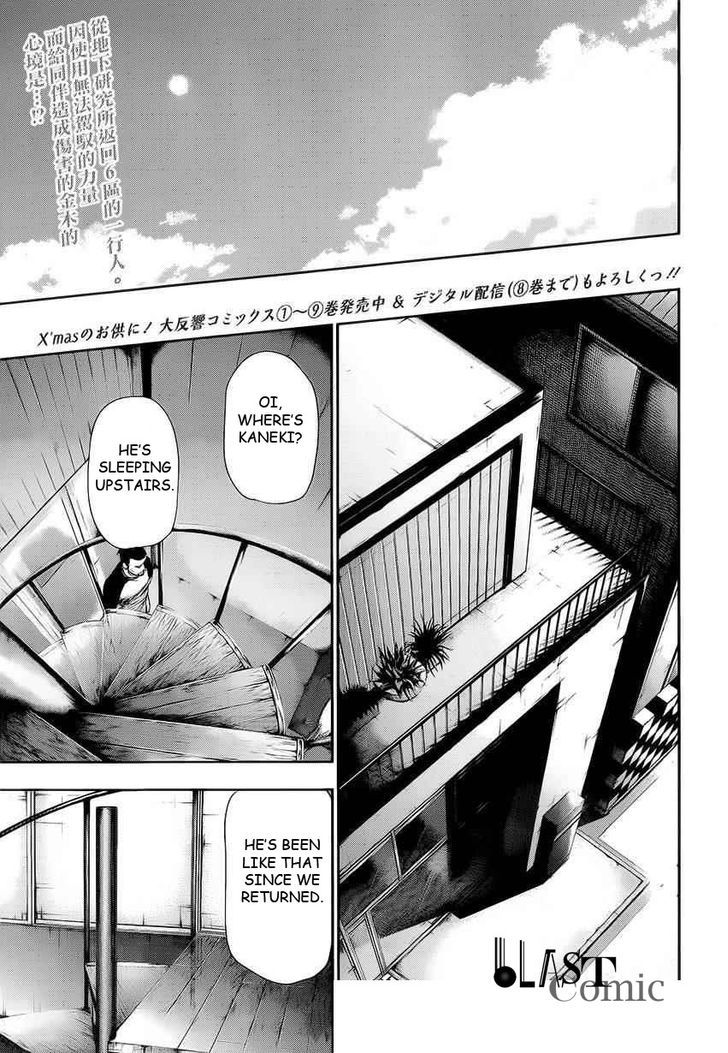 從地下研究所返回6區的一行人。
因使用無法駕馭的力量
而給同伴造成傷害的金木的
心境是…!?
X'masのお供に! 大反響コミックス①〜⑨巻発売中 & デジタル配信(⑧巻まで)もよろしくっ!!
OI,
WHERE'S
KANEKI?
HE'S
SLEEPING
UPSTAIRS.
HE'S BEEN
LIKE THAT
SINCE WE
RETURNED.
bLAST
Comic